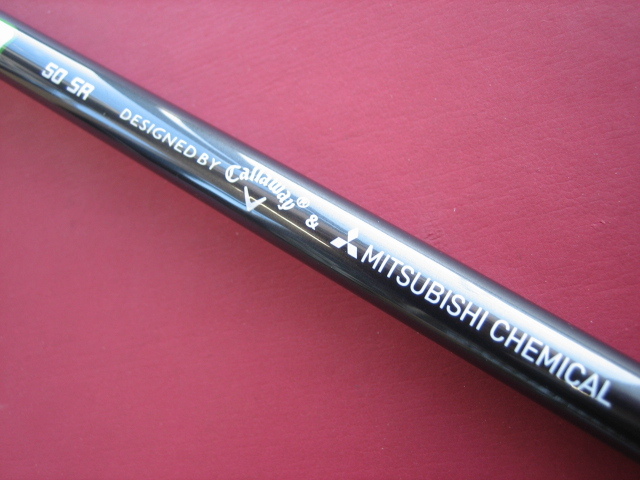 50 SR DESIGNED BY Callaway® & MITSUBISHI CHEMICAL